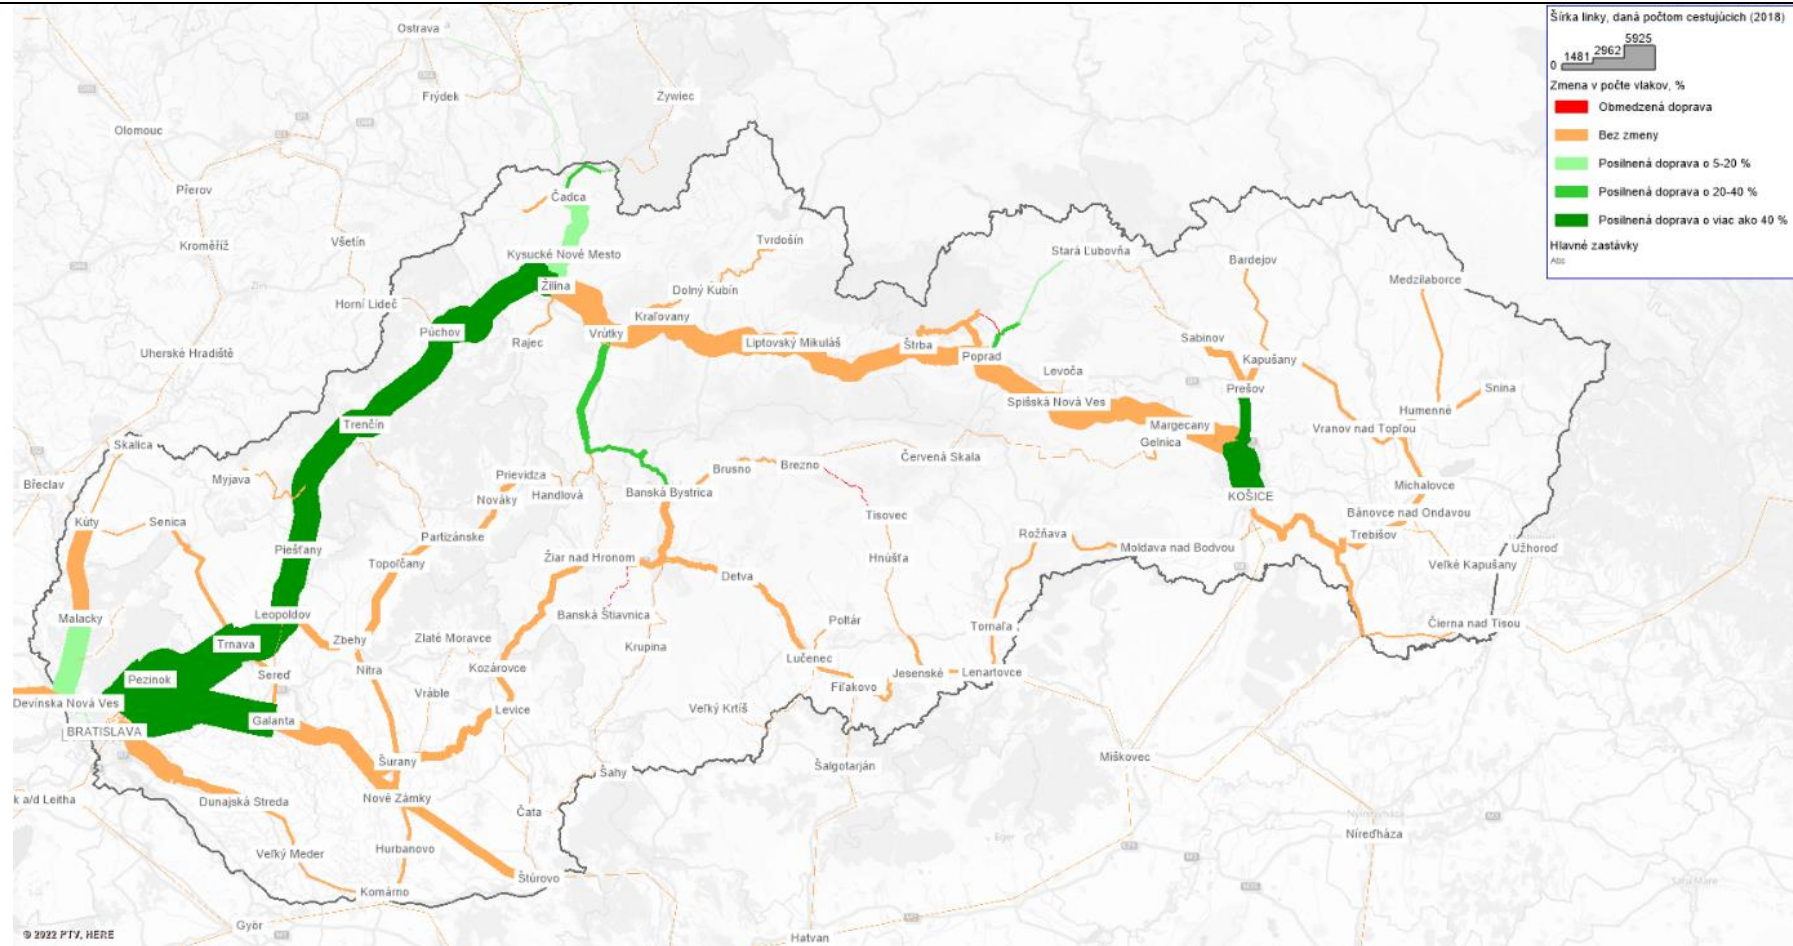 Šírka linky, daná počtom cestujúcich (2018)
5925
2962
1481
0
Zmena v počte vlakov, %
Obmedzená doprava
Bez zmeny
Posilnená doprava o 5-20 %
Posilnená doprava o 20-40 %
Posilnená doprava o viac ako 40 %
Hlavné zastávky
Abc
Ostrava
Frýdek
Żywiec
Olomouc
Přerov
Čadca
Kroměříž
Všetín
Tvrdošín
Kysucké Nové Mesto
Stará Ľubovňa
Bardejov
Medzilaborce
Žilina
Dolný Kubín
Horní Lideč
Kraľovany
Púchov
Vrútky
Rajec
Liptovský Mikuláš
Štrba
Poprad
Sabinov
Kapušany
Uherské Hradiště
Levoča
Prešov
Snina
Spišská Nová Ves
Humenné
Trenčín
Margecany
Gelnica
Vranov nad Topľou
Skalica
Červená Skala
Brusno
Brezno
Myjava
Prievidza
Nováky
Handlová
Banská Bystrica
Břeclav
KOŠICE
Michalovce
Bánovce nad Ondavou
Kúty
Senica
Tisovec
Partizánske
Rožňava
Moldava nad Bodvou
Trebišov
Užhoroď
Piešťany
Topoľčany
Žiar nad Hronom
Hnúšťa
Veľké Kapušany
Detva
Malacky
Leopoldov
Banská Štiavnica
Poltár
Tornaľa
Čierna nad Tisou
Trnava
Zbehy
Zlaté Moravce
Krupina
Lučenec
Pezinok
Sereď
Nitra
Kozárovce
Jesenské
Lenartovce
Fiľakovo
Vráble
Devínska Nová Ves
Galanta
Levice
Veľký Krtíš
BRATISLAVA
Šurany
Šahy
Šalgotarján
Miškovec
k a/d Leitha
Dunajská Streda
Nové Zámky
Čata
Níreďháza
Eger
Veľký Meder
Hurbanovo
Štúrovo
Komárno
Győr
Hatvan
© 2022 PTV, HERE